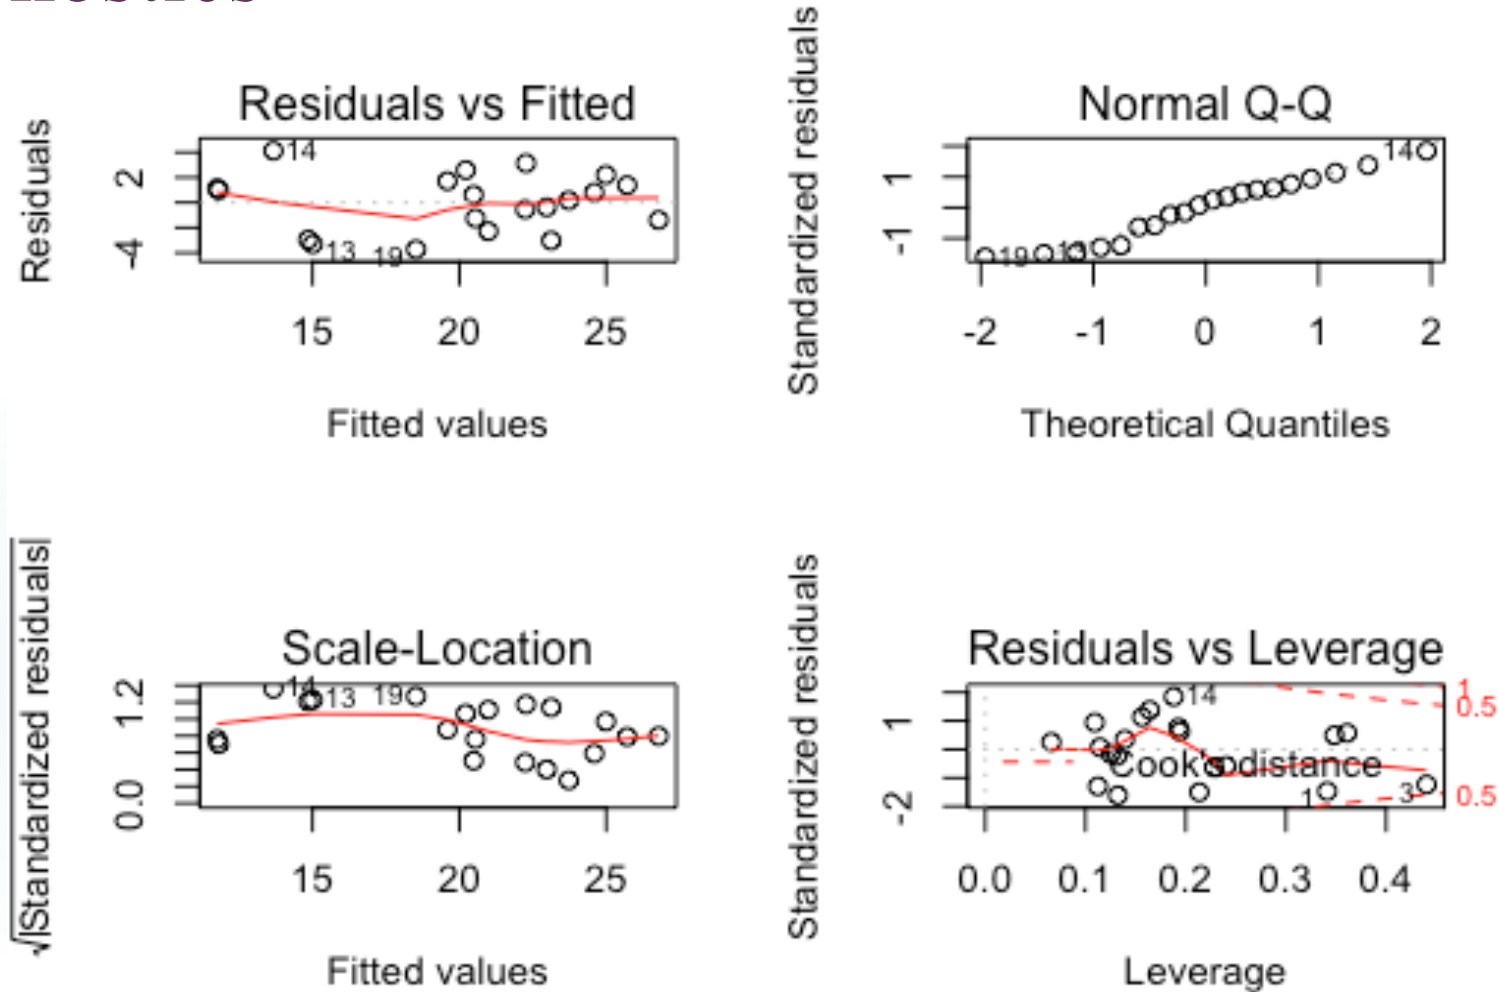 Residuals vs Fitted
Residuals
2
-4
14
13
19
15 20 25
Fitted values
Normal Q-Q
Standardized residuals
1
-1
14
19
-2 -1 0 1 2
Theoretical Quantiles
Scale-Location
√|Standardized residuals|
1.2
0.0
14
13
19
15 20 25
Fitted values
Residuals vs Leverage
Standardized residuals
1
-2
14
Cook's distance
1
3
1
0.5
0.5
0.0 0.1 0.2 0.3 0.4
Leverage